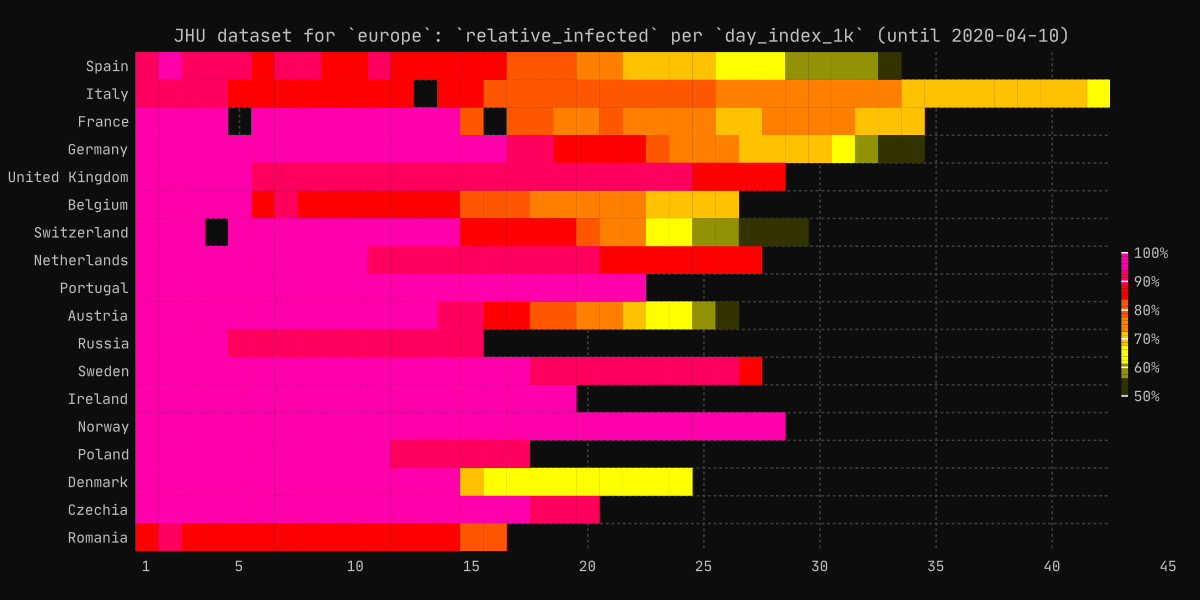 JHU dataset for `europe`: `relative_infected` per `day_index_1k` (until 2020-04-10)
Spain
Italy
France
Germany
United Kingdom
Belgium
Switzerland
Netherlands
Portugal
Austria
Russia
Sweden
Ireland
Norway
Poland
Denmark
Czechia
Romania
1 5 10 15 20 25 30 35 40 45
100%
90%
80%
70%
60%
50%